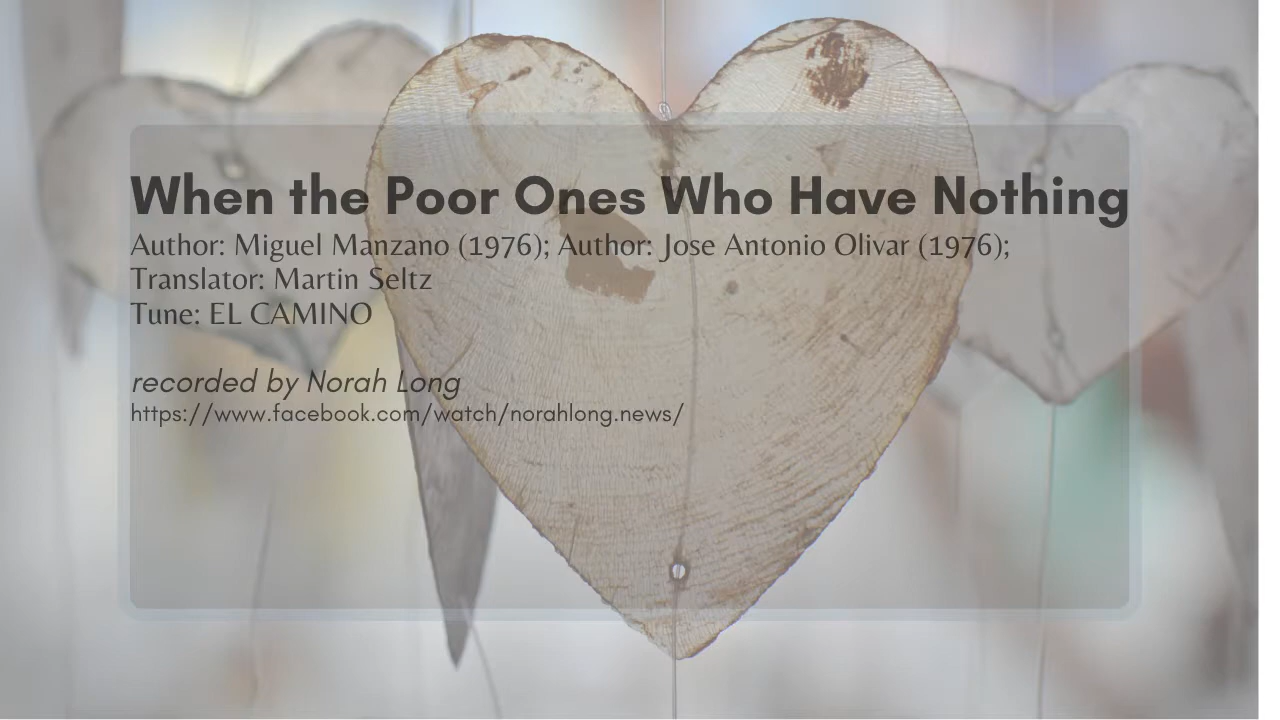 When the Poor Ones Who Have Nothing
Author: Miguel Manzano (1976); Author: Jose Antonio Olivar (1976);
Translator: Martin Seltz
Tune: EL CAMINO
recorded by Norah Long
https://www.facebook.com/watch/norahlong.news/